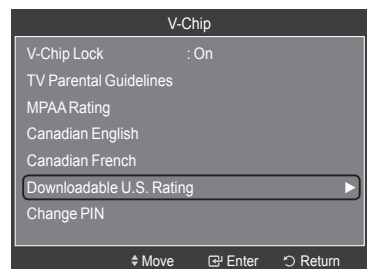 V-Chip
V-Chip Lock : On
TV Parental Guidelines
MPAA Rating
Canadian English
Canadian French
Downloadable U.S. Rating
Change PIN
Move Enter Return